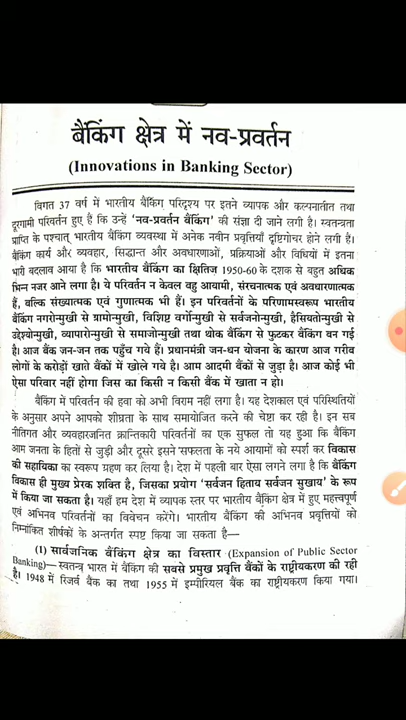 बैंकिंग क्षेत्र में नव-प्रवर्तन
(Innovations in Banking Sector)
विगत 37 वर्ष में भारतीय बैंकिंग परिदृश्य पर इतने व्यापक और कल्पनातीत तथा
दूरगामी परिवर्तन हुए हैं कि उन्हें 'नव-प्रवर्तन बैंकिंग' की संज्ञा दी जाने लगी है। स्वतन्त्रता
प्राप्ति के पश्चात् भारतीय बैंकिंग व्यवस्था में अनेक नवीन प्रवृत्तियाँ दृष्टिगोचर होने लगी हैं।
बैंकिंग कार्य और व्यवहार, सिद्धान्त और अवधारणाओं, प्रक्रियाओं और विधियों में इतना
भारी बदलाव आया है कि भारतीय बैंकिंग का क्षितिज 1950-60 के दशक से बहुत अधिक
भिन्न नजर आने लगा है। ये परिवर्तन न केवल बहु आयामी, संरचनात्मक एवं अवधारणात्मक
हैं, बल्कि संख्यात्मक एवं गुणात्मक भी हैं। इन परिवर्तनों के परिणामस्वरूप भारतीय
बैंकिंग नगरोन्मुखी से ग्रामोन्मुखी, विशिष्ट वर्गोन्मुखी से सर्वजनोन्मुखी, हैसियतोन्मुखी से
उद्देश्योन्मुखी, व्यापारोन्मुखी से समाजोन्मुखी तथा थोक बैंकिंग से फुटकर बैंकिंग बन गई
है। आज बैंक जन-जन तक पहुँच गये हैं। प्रधानमंत्री जन-धन योजना के कारण आज गरीब
लोगों के करोड़ों खाते बैंकों में खोले गये है। आम आदमी बैंकों से जुड़ा है। आज कोई भी
ऐसा परिवार नहीं होगा जिस का किसी न किसी बैंक में खाता न हो।
बैंकिंग में परिवर्तन की हवा को अभी विराम नहीं लगा है। यह देशकाल एवं परिस्थितियों
के अनुसार अपने आपको शीघ्रता के साथ समायोजित करने की चेष्टा कर रही है। इन सब
नीतिगत और व्यवहारजनित क्रान्तिकारी परिवर्तनों का एक सुफल तो यह हुआ कि बैंकिंग
आम जनता के हितों से जुड़ी और दूसरे इसने सफलता के नये आयामों को स्पर्श कर विकास
की सहायिका का स्वरूप ग्रहण कर लिया है। देश में पहली बार ऐसा लगने लगा है कि बैंकिंग
विकास ही मुख्य प्रेरक शक्ति है, जिसका प्रयोग 'सर्वजन हिताय सर्वजन सुखाय' के रूप
में किया जा सकता है। यहाँ हम देश में व्यापक स्तर पर भारतीय बैंकिंग क्षेत्र में हुए महत्त्वपूर्ण
एवं अभिनव परिवर्तनों का विवेचन करेंगे। भारतीय बैंकिंग की अभिनव प्रवृत्तियों को
निम्नांकित शीर्षकों के अन्तर्गत स्पष्ट किया जा सकता है—
(1) सार्वजनिक बैंकिंग क्षेत्र का विस्तार (Expansion of Public Sector
Banking)— स्वतन्त्र भारत में बैंकिंग की सबसे प्रमुख प्रवृत्ति बैंकों के राष्ट्रीयकरण की रही
है। 1948 में रिजर्व बैंक का तथा 1955 में इम्पीरियल बैंक का राष्ट्रीयकरण किया गया।